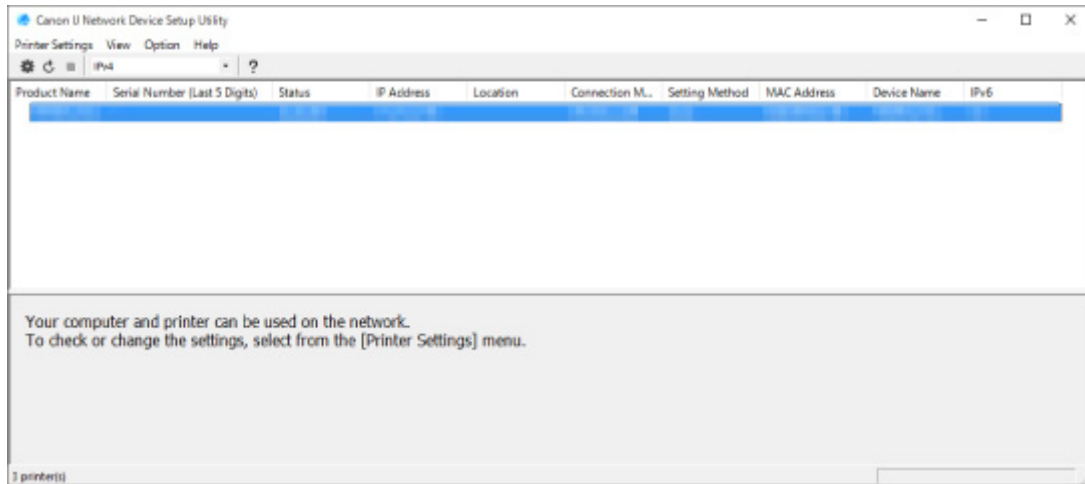 Canon IJ Network Device Setup Utility
Printer Settings View Option Help
IPv4 ?
Product Name Serial Number (Last 5 Digits) Status IP Address Location Connection M... Setting Method MAC Address Device Name IPv6
Your computer and printer can be used on the network.
To check or change the settings, select from the [Printer Settings] menu.
printer(s)